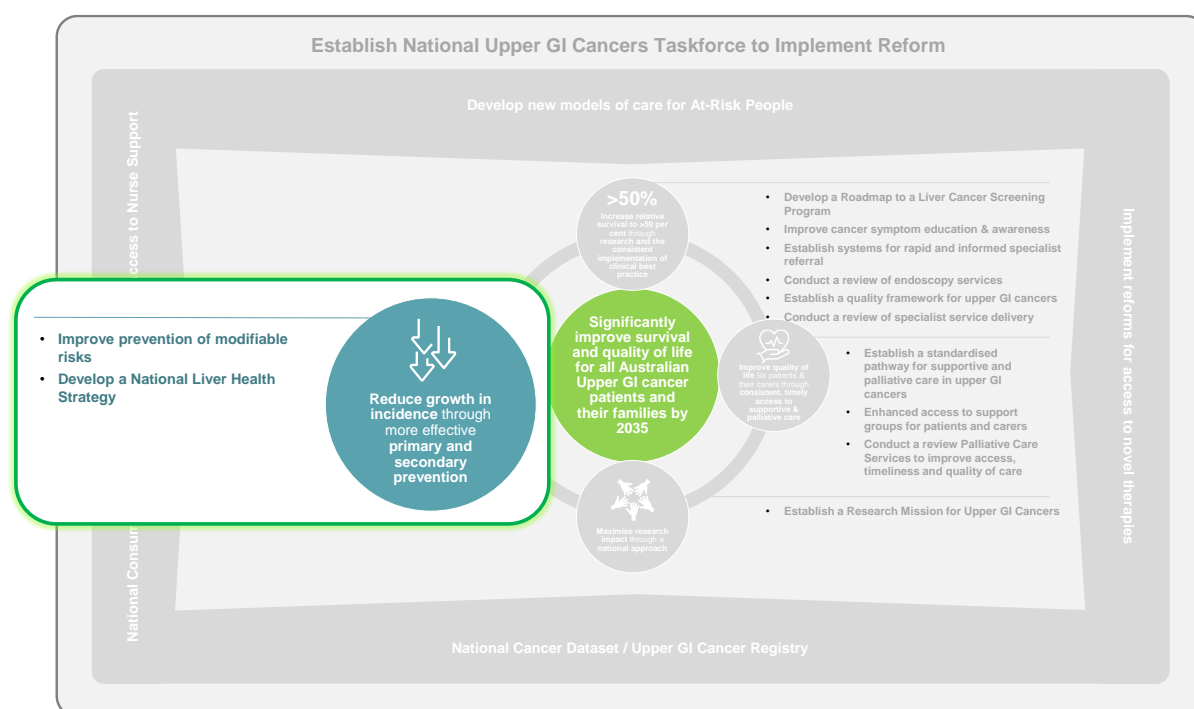 Establish National Upper GI Cancers Taskforce to Implement Reform
Develop new models of care for At-Risk People
Access to Nurse Support
National
• Improve prevention of modifiable
risks
• Develop a National Liver Health
Strategy
Reduce growth in
incidence through
more effective
primary and
secondary
prevention
>50%
Increase relative
survival to >50 per
cent through
research and the
consistent
implementation of
clinical best
practice
Significantly
improve survival
and quality of life
for all Australian
Upper GI cancer
patients and
their families by
2035
Improve quality of
life for patients &
their carers through
consistent, timely
access to
supportive &
palliative care
Maximise research
impact through a
national approach
• Develop a Roadmap to a Liver Cancer Screening
Program
• Improve cancer symptom education & awareness
• Establish systems for rapid and informed specialist
referral
• Conduct a review of endoscopy services
• Establish a quality framework for upper GI cancers
• Conduct a review of specialist service delivery
• Establish a standardised
pathway for supportive and
palliative care in upper GI
cancers
• Enhanced access to support
groups for patients and carers
• Conduct a review Palliative Care
Services to improve access,
timeliness and quality of care
• Establish a Research Mission for Upper GI Cancers
Implement reforms for access to novel therapies
National Cancer Dataset / Upper GI Cancer Registry